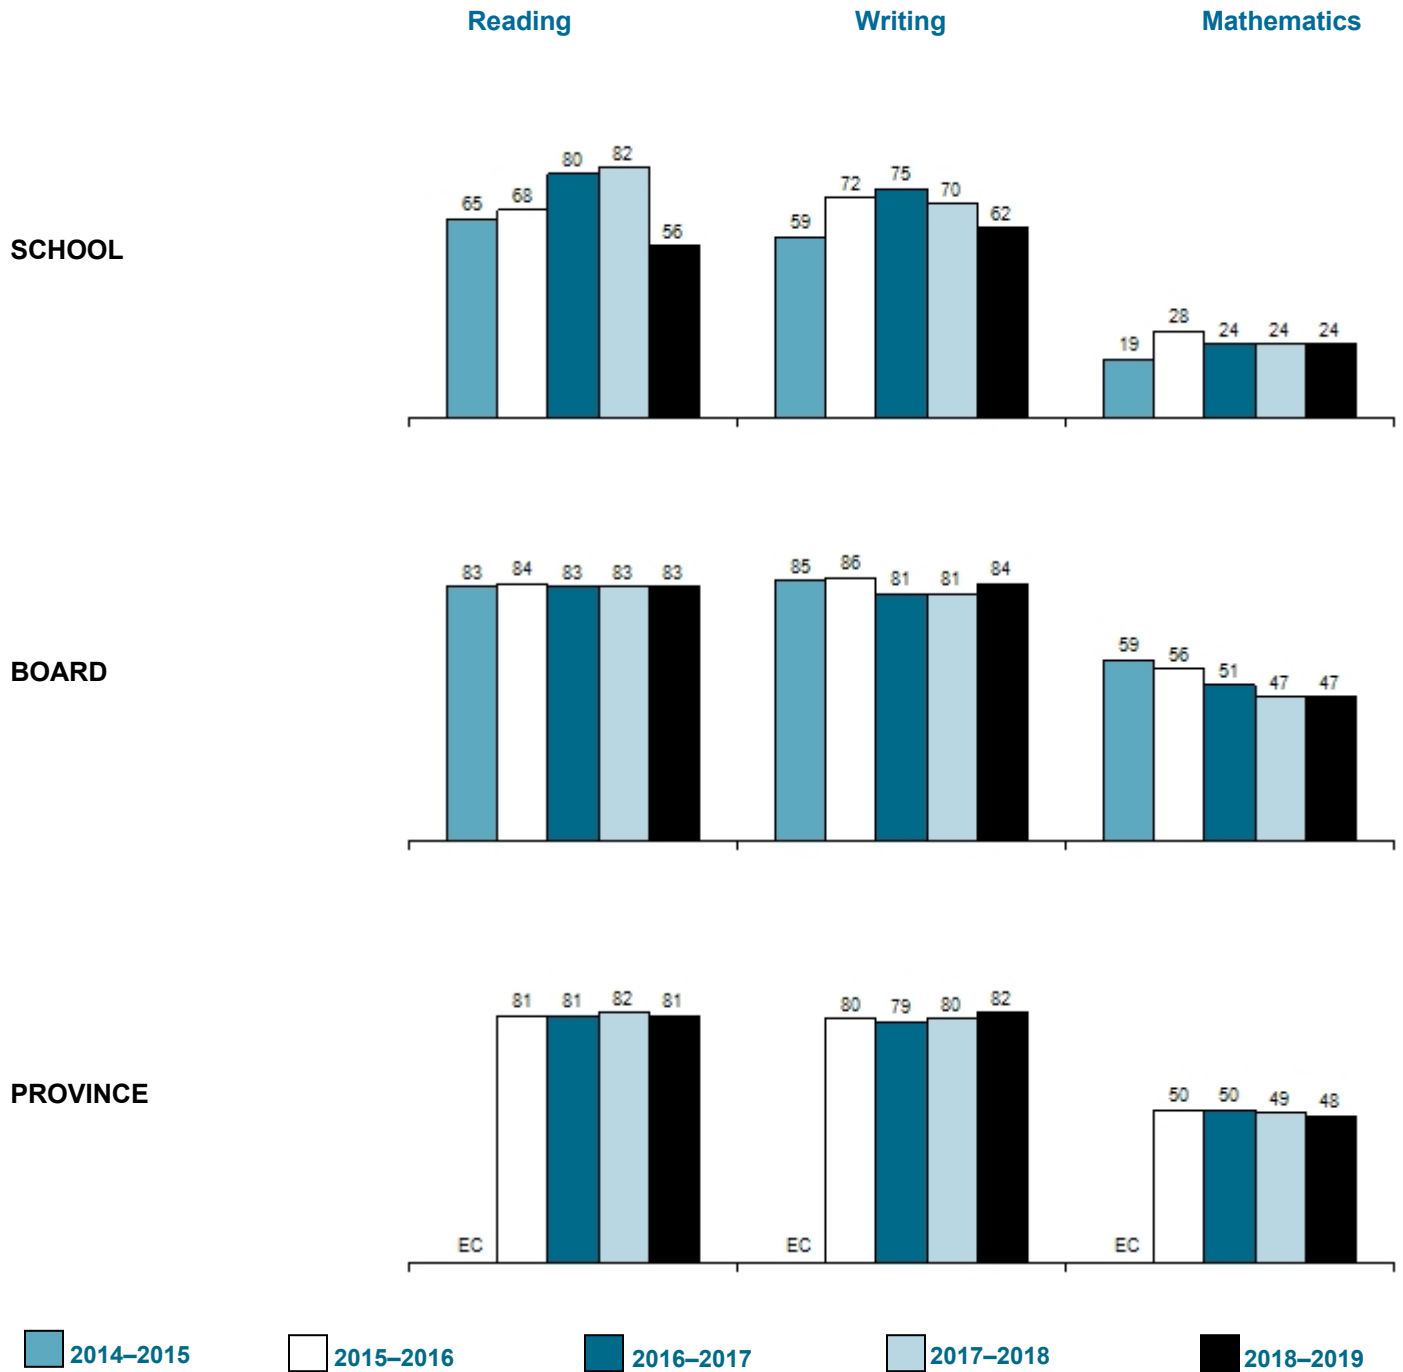 Reading Writing Mathematics
SCHOOL
65 68 80 82 56
59 72 75 70 62
19 28 24 24 24
BOARD
83 84 83 83 83
85 86 81 81 84
59 56 51 47 47
PROVINCE
EC 81 81 82 81
EC 80 79 80 82
EC 50 50 49 48
2014–2015 2015–2016 2016–2017 2017–2018 2018–2019